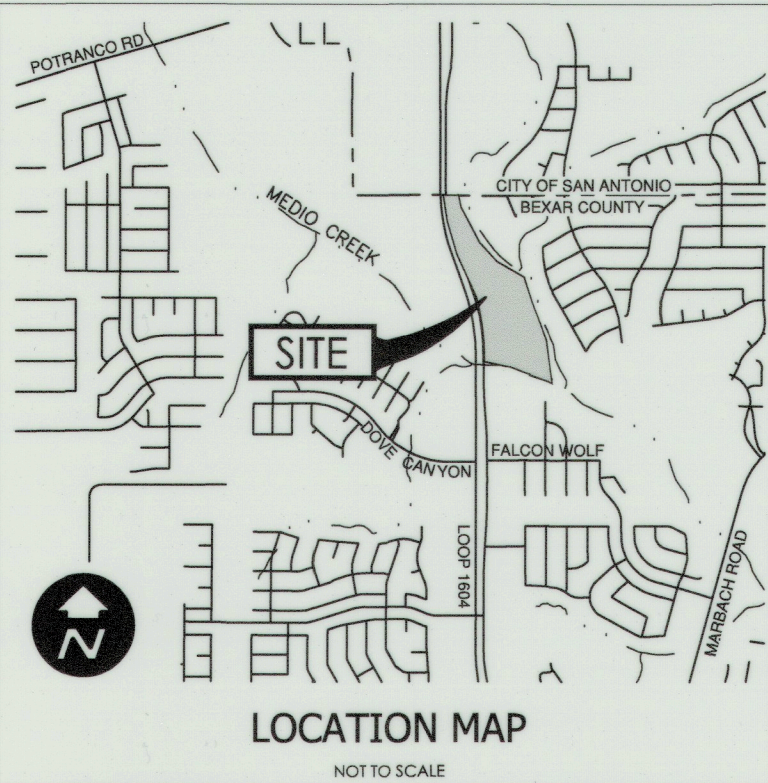 POTRANCO RD
CITY OF SAN ANTONIO
BEXAR COUNTY
MEDIO CREEK
SITE
DOVE CANYON
FALCON WOLF
LOOP 1604
MARBACH ROAD
N
LOCATION MAP
NOT TO SCALE